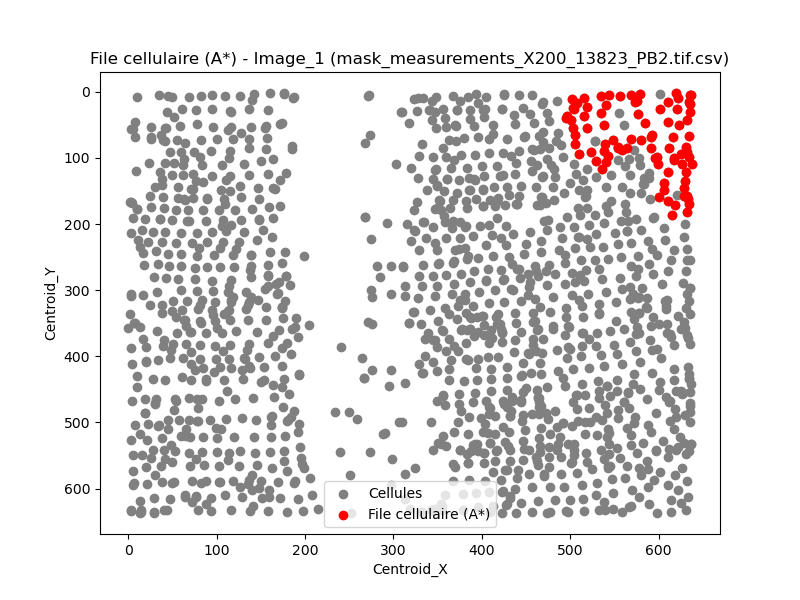 File cellulaire (A*) - Image_1 (mask_measurements_X200_13823_PB2.tif.csv)
0
100
200
300
400
500
600
Centroid_Y
Cellules
File cellulaire (A*)
0 100 200 300 400 500 600
Centroid_X